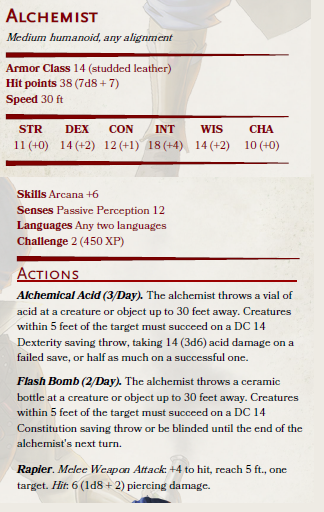 ALCHEMIST
Medium humanoid, any alignment
Armor Class 14 (studded leather)
Hit points 38 (7d8 + 7)
Speed 30 ft
STR DEX CON INT WIS CHA
11 (+0) 14 (+2) 12 (+1) 18 (+4) 14 (+2) 10 (+0)
Skills Arcana +6
Senses Passive Perception 12
Languages Any two languages
Challenge 2 (450 XP)
ACTIONS
Alchemical Acid (3/Day). The alchemist throws a vial of
acid at a creature or object up to 30 feet away. Creatures
within 5 feet of the target must succeed on a DC 14
Dexterity saving throw, taking 14 (3d6) acid damage on a
failed save, or half as much on a successful one.
Flash Bomb (2/Day). The alchemist throws a ceramic
bottle at a creature or object up to 30 feet away. Creatures
within 5 feet of the target must succeed on a DC 14
Constitution saving throw or be blinded until the end of the
alchemist's next turn.
Rapier. Melee Weapon Attack: +4 to hit, reach 5 ft., one
target. Hit: 6 (1d8 + 2) piercing damage.